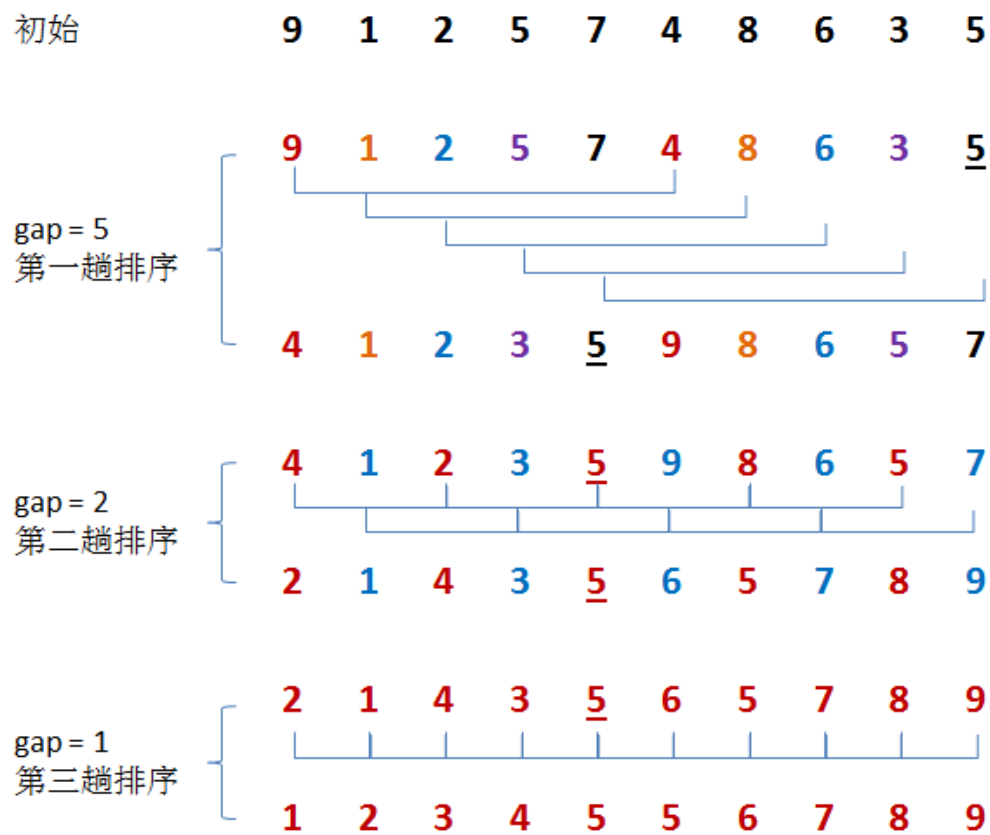 初始 9 1 2 5 7 4 8 6 3 5
9 1 2 5 7 4 8 6 3 5
gap = 5
第一趟排序
4 1 2 3 5 9 8 6 5 7
4 1 2 3 5 9 8 6 5 7
gap = 2
第二趟排序
2 1 4 3 5 6 5 7 8 9
2 1 4 3 5 6 5 7 8 9
gap = 1
第三趟排序
1 2 3 4 5 5 6 7 8 9